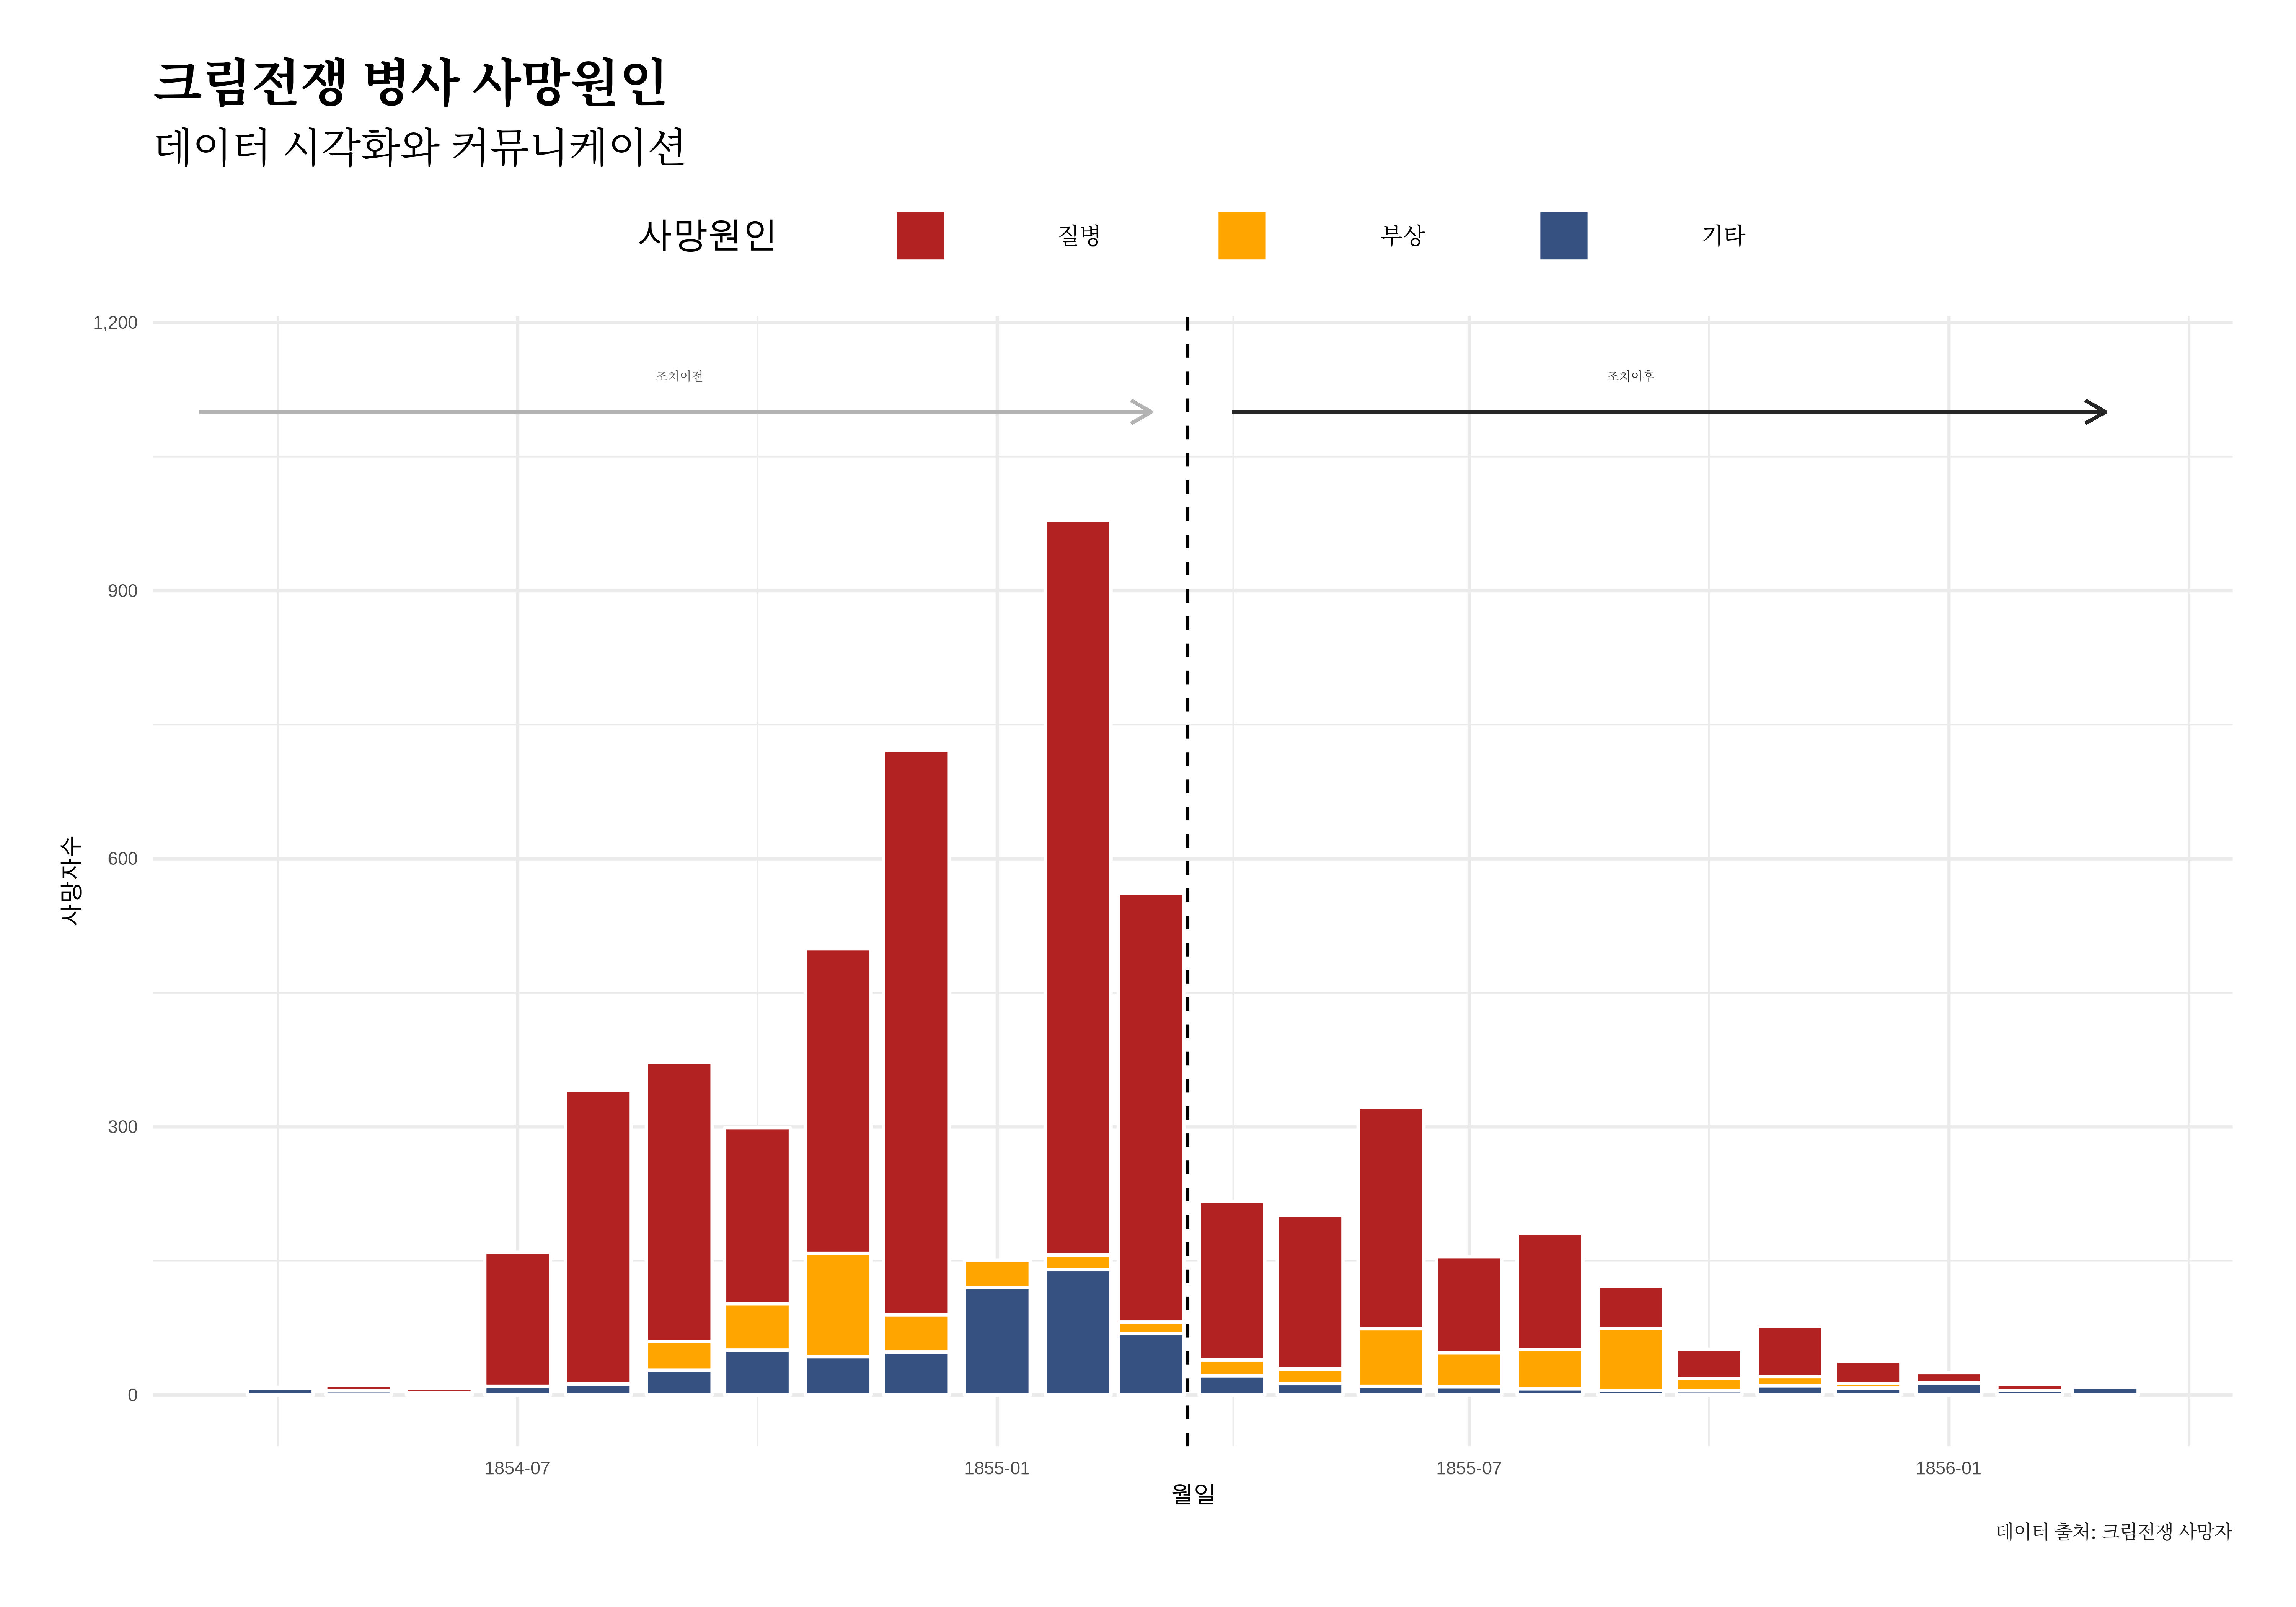 크림전쟁 병사 사망원인
데이터 시각화와 커뮤니케이션
사망원인 질병 부상 기타
1,200
조치이전 조치이후
900
사망자수
600
300
0
1854-07 1855-01 1855-07 1856-01
월일
데이터 출처: 크림전쟁 사망자